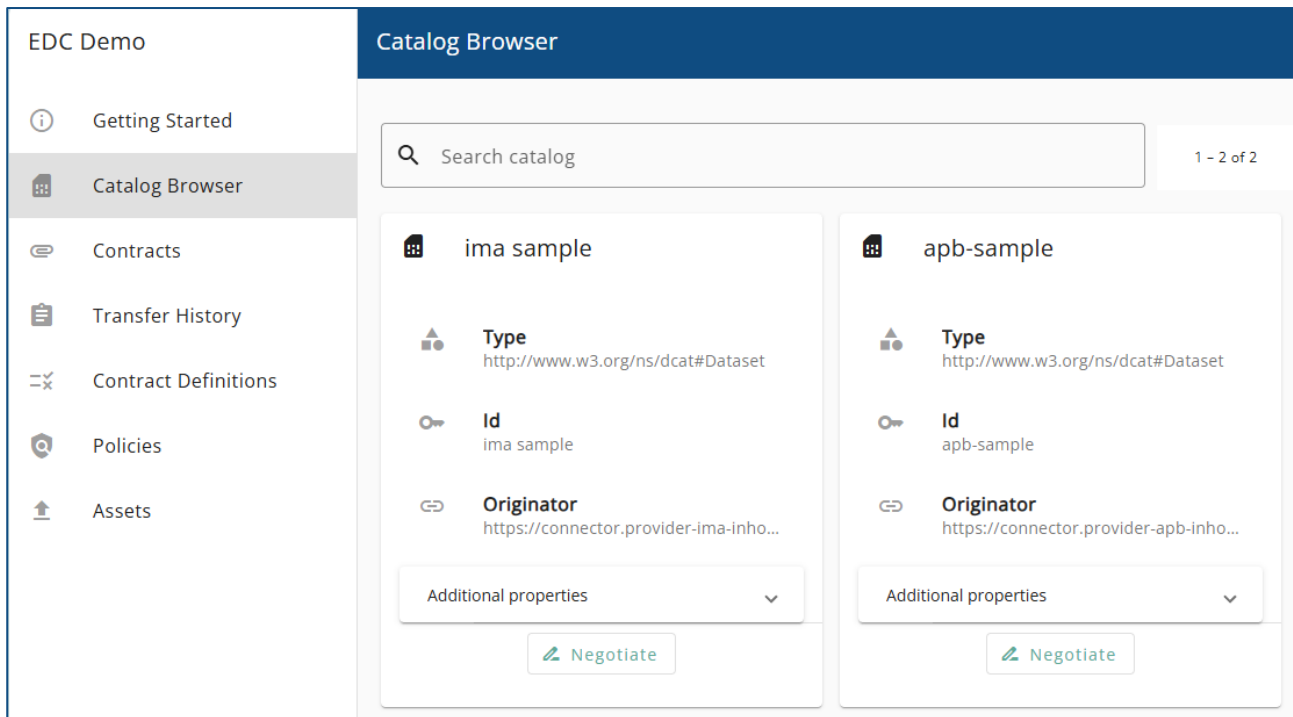 EDC Demo
Getting Started
Catalog Browser
Contracts
Transfer History
Contract Definitions
Policies
Assets
Catalog Browser
Search catalog
1 – 2 of 2
ima sample
Type
http://www.w3.org/ns/dcat#Dataset
Id
ima sample
Originator
https://connector.provider-ima-inho...
Additional properties
Negotiate
apb-sample
Type
http://www.w3.org/ns/dcat#Dataset
Id
apb-sample
Originator
https://connector.provider-apb-inho...
Additional properties
Negotiate